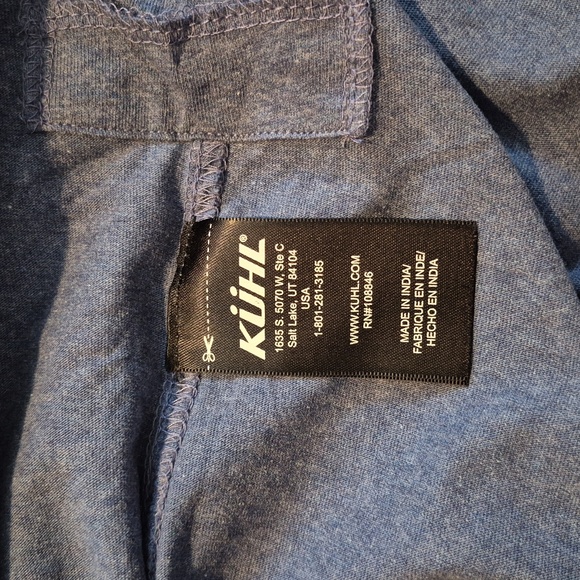 KÜHL®
1635 S. 5070 W, Ste C
Salt Lake, UT 84104
USA
1-801-281-3185
WWW.KUHL.COM
RN#108846
MADE IN INDIA/
FABRIQUE EN INDE/
HECHO EN INDIA